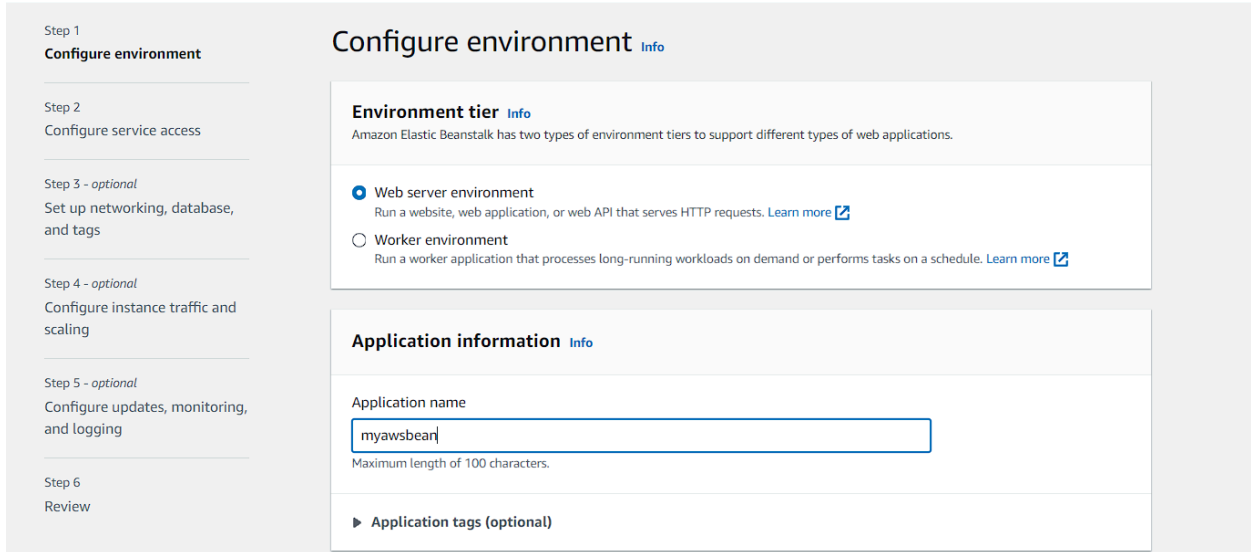 Step 1
Configure environment
Step 2
Configure service access
Step 3 - optional
Set up networking, database,
and tags
Step 4 - optional
Configure instance traffic and
scaling
Step 5 - optional
Configure updates, monitoring,
and logging
Step 6
Review
Configure environment Info
Environment tier Info
Amazon Elastic Beanstalk has two types of environment tiers to support different types of web applications.
Web server environment
Run a website, web application, or web API that serves HTTP requests. Learn more
Worker environment
Run a worker application that processes long-running workloads on demand or performs tasks on a schedule. Learn more
Application information Info
Application name
myawsbean
Maximum length of 100 characters.
Application tags (optional)